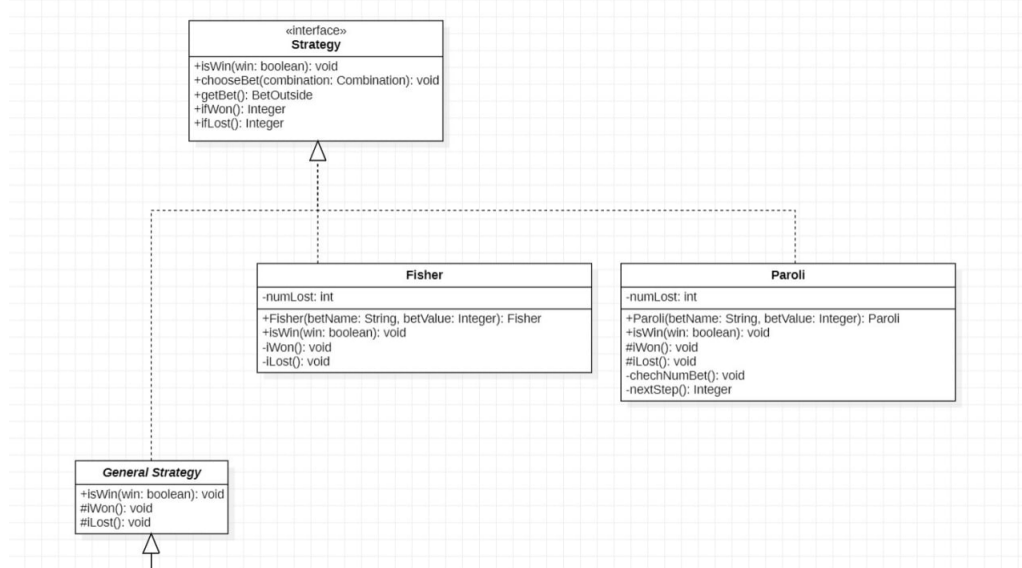 «interface»
Strategy
+isWin(win: boolean): void
+chooseBet(combination: Combination): void
+getBet(): BetOutside
+ifWon(): Integer
+ifLost(): Integer
Fisher
-numLost: int
+Fisher(betName: String, betValue: Integer): Fisher
+isWin(win: boolean): void
-iWon(): void
-iLost(): void
Paroli
-numLost: int
+Paroli(betName: String, betValue: Integer): Paroli
+isWin(win: boolean): void
#iWon(): void
#iLost(): void
-chechNumBet(): void
-nextStep(): Integer
General Strategy
+isWin(win: boolean): void
#iWon(): void
#iLost(): void